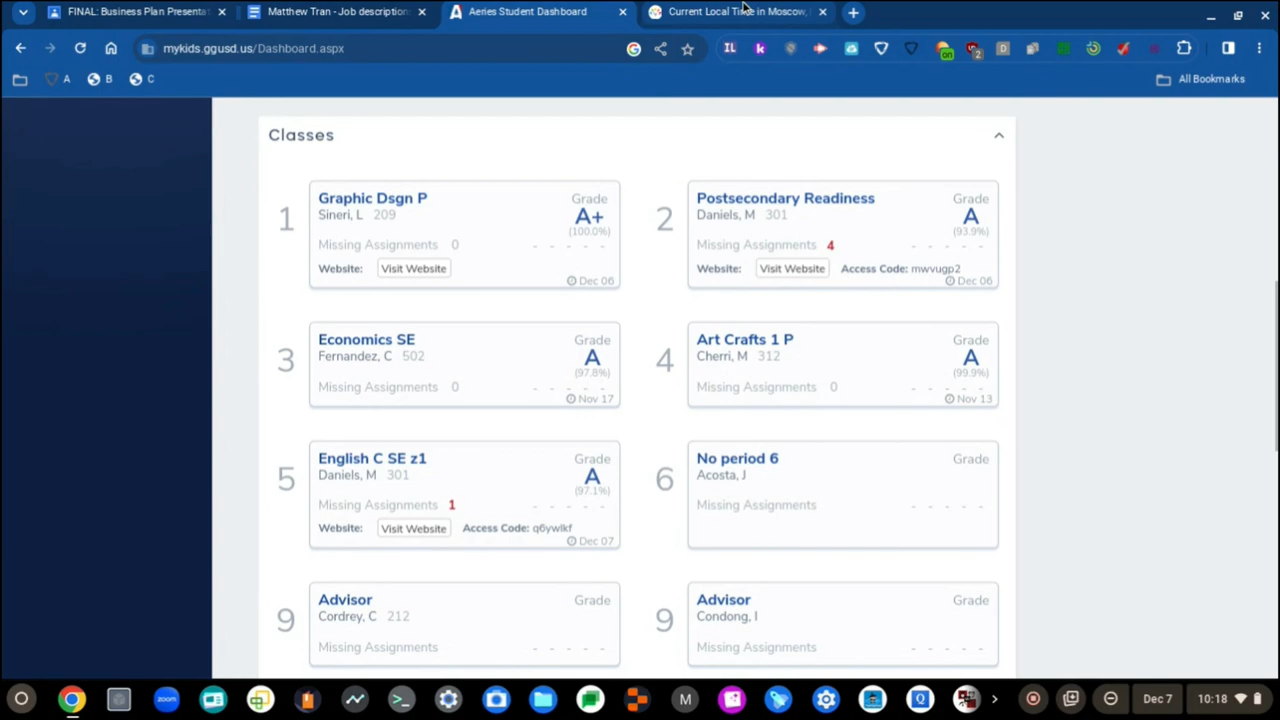 FINAL: Business Plan Presenta
Matthew Tran - Job description
Aeries Student Dashboard
Current Local Time in Moscow,
mykids.ggusd.us/Dashboard.aspx
A
B
C
All Bookmarks
Classes
1
Graphic Dsgn P
Sineri, L 209
Grade
A+
(100.0%)
Missing Assignments 0
- - - - -
Website: Visit Website
Dec 06
2
Postsecondary Readiness
Daniels, M 301
Grade
A
(93.9%)
Missing Assignments 4
- - - - -
Website: Visit Website Access Code: mwvugp2
Dec 06
3
Economics SE
Fernandez, C 502
Grade
A
(97.8%)
Missing Assignments 0
- - - - -
Nov 17
4
Art Crafts 1 P
Cherri, M 312
Grade
A
(99.9%)
Missing Assignments 0
- - - - -
Nov 13
5
English C SE z1
Daniels, M 301
Grade
A
(97.1%)
Missing Assignments 1
- - - - -
Website: Visit Website Access Code: q6ywlkf
Dec 07
6
No period 6
Acosta, J
Grade
Missing Assignments
- - - - -
9
Advisor
Cordrey, C 212
Grade
Missing Assignments
- - - - -
9
Advisor
Condong, I
Grade
Missing Assignments
- - - - -
zoom
M
Q
Dec 7
10:18